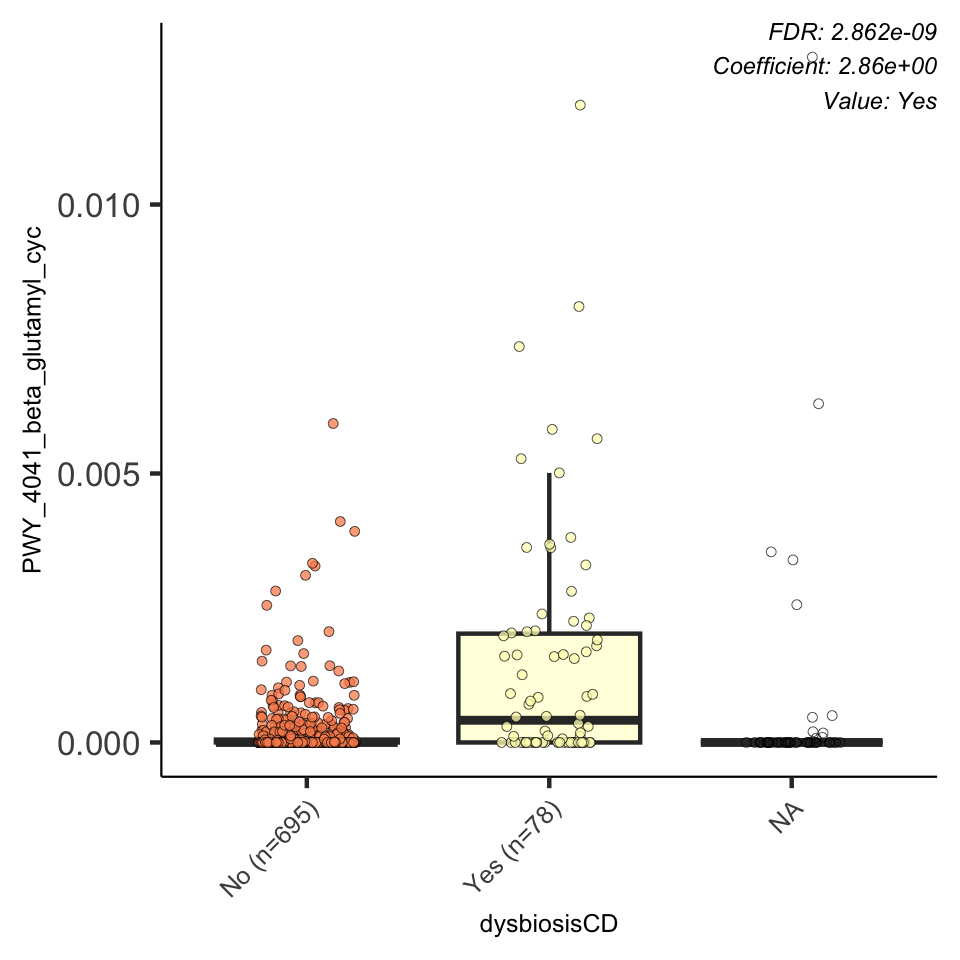 FDR: 2.862e-09
Coefficient: 2.86e+00
Value: Yes
PWY_4041_beta_glutamyl_cyc
0.010
0.005
0.000
No (n=695)
Yes (n=78)
NA
dysbiosisCD